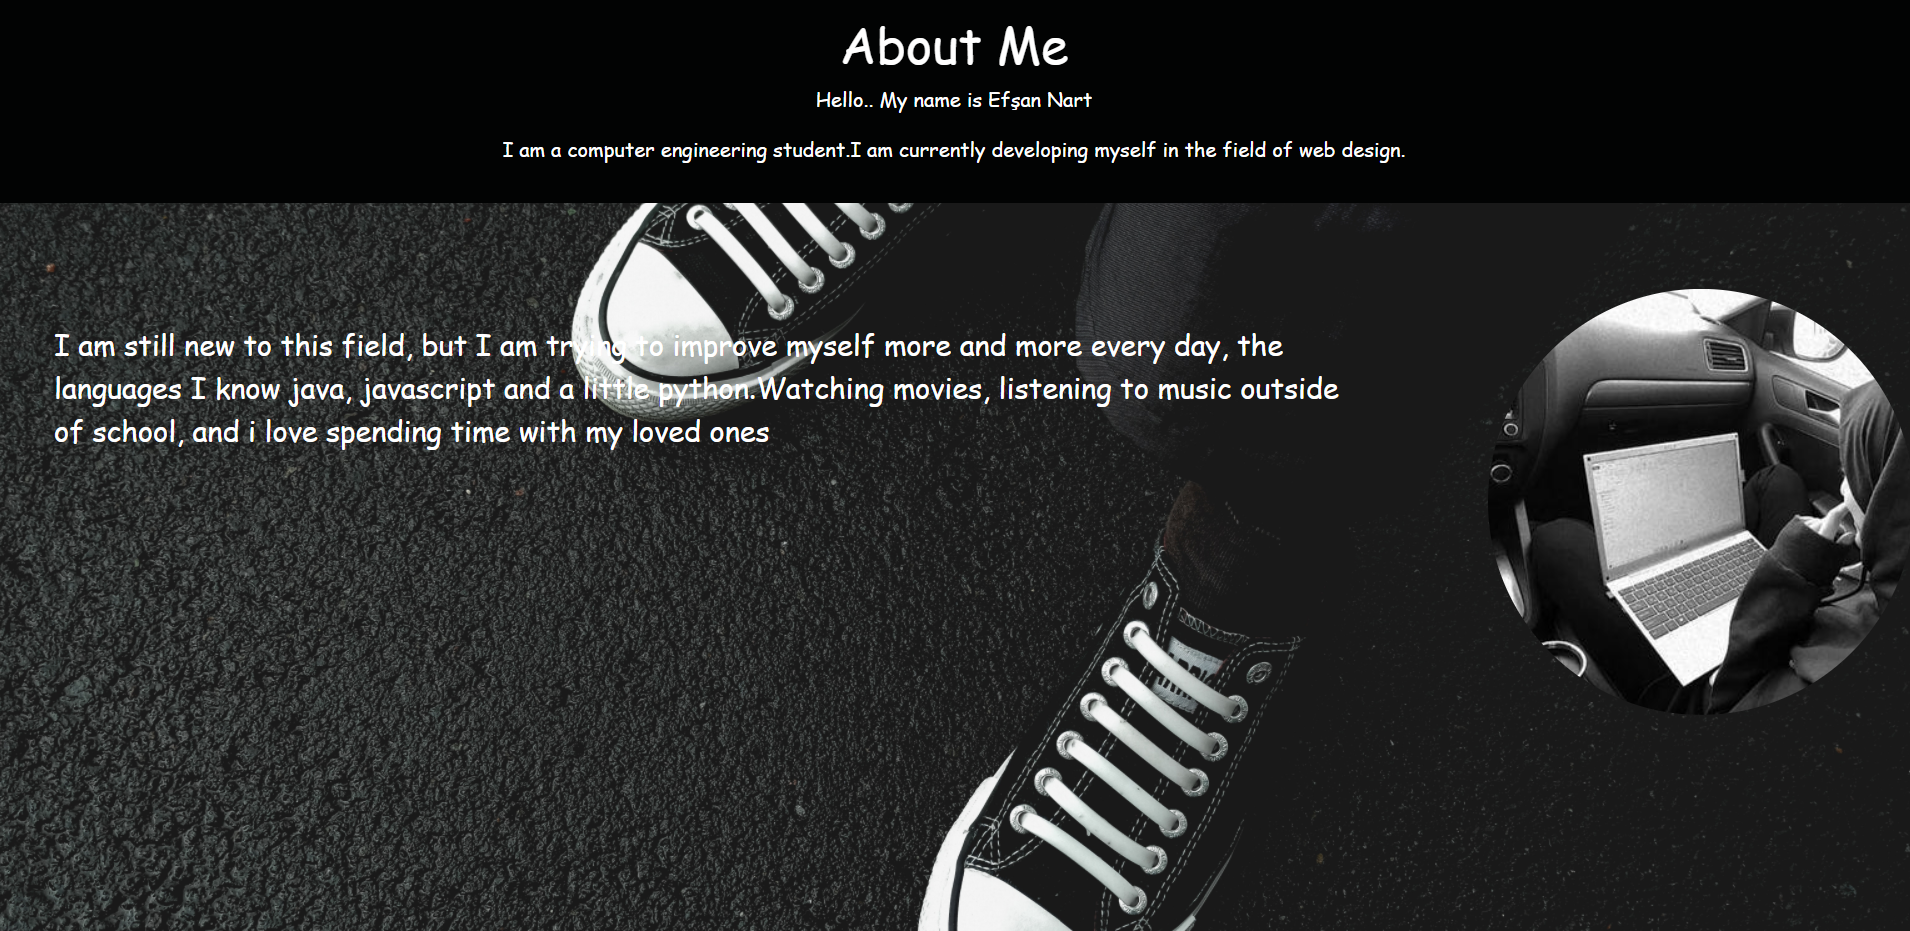 About Me
Hello.. My name is Efşan Nart
I am a computer engineering student.I am currently developing myself in the field of web design.
I am still new to this field, but I am trying to improve myself more and more every day, the
languages I know java, javascript and a little python.Watching movies, listening to music outside
of school, and i love spending time with my loved ones